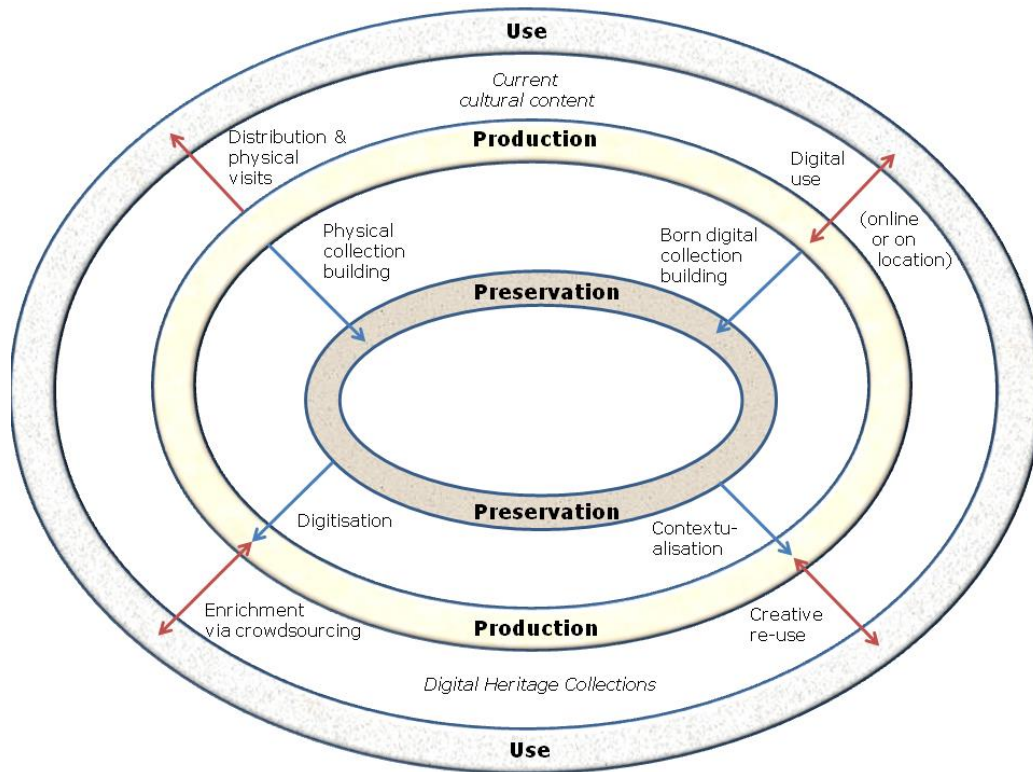 Use
Current
cultural content
Production
Distribution &
physical
visits
Digital
use
(online
or on
location)
Physical
collection
building
Born digital
collection
building
Preservation
Preservation
Digitisation
Contextu-
alisation
Enrichment
via crowdsourcing
Production
Creative
re-use
Digital Heritage Collections
Use